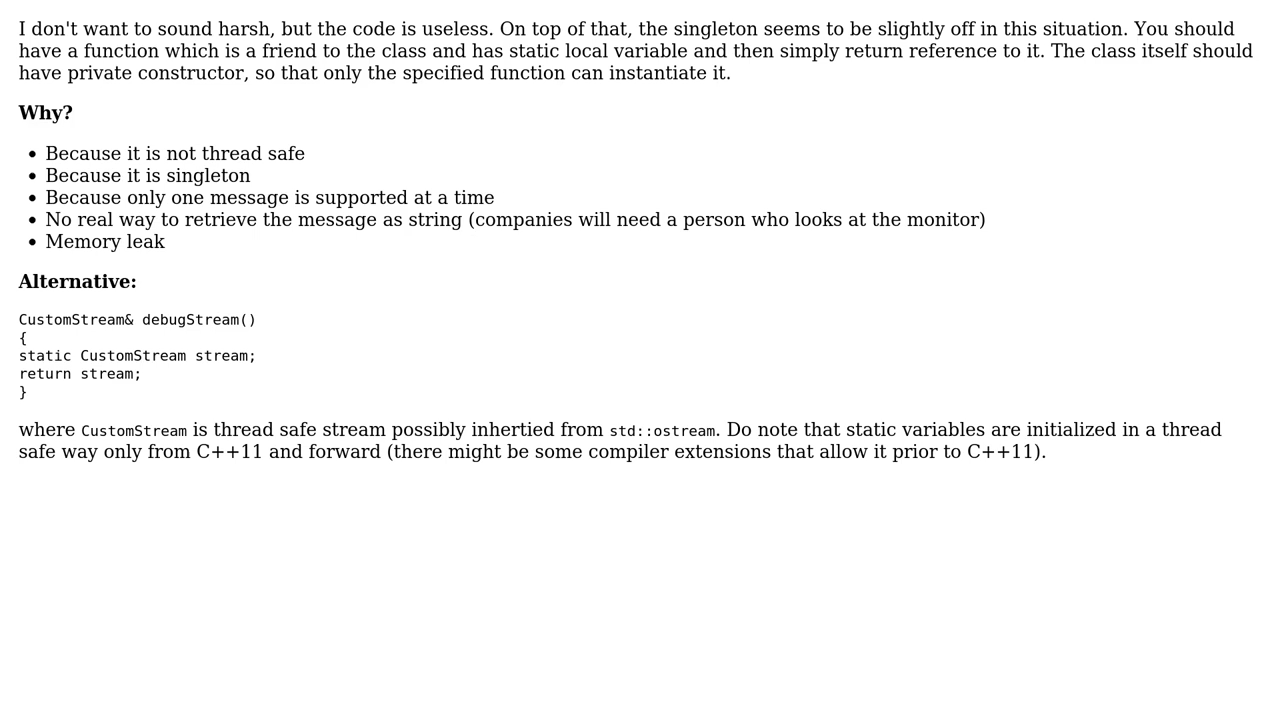 I don't want to sound harsh, but the code is useless. On top of that, the singleton seems to be slightly off in this situation. You should
have a function which is a friend to the class and has static local variable and then simply return reference to it. The class itself should
have private constructor, so that only the specified function can instantiate it.
Why?
• Because it is not thread safe
• Because it is singleton
• Because only one message is supported at a time
• No real way to retrieve the message as string (companies will need a person who looks at the monitor)
• Memory leak
Alternative:
CustomStream& debugStream()
{
static CustomStream stream;
return stream;
}
where CustomStream is thread safe stream possibly inhertied from std::ostream. Do note that static variables are initialized in a thread
safe way only from C++11 and forward (there might be some compiler extensions that allow it prior to C++11).